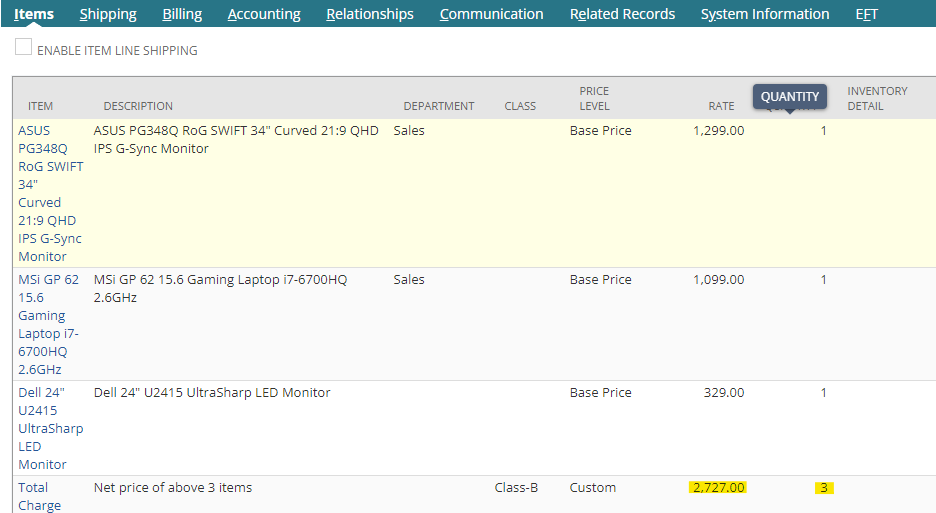 Items Shipping Billing Accounting Relationships Communication Related Records System Information EFT
ENABLE ITEM LINE SHIPPING
ITEM DESCRIPTION DEPARTMENT CLASS PRICE LEVEL RATE QUANTITY INVENTORY DETAIL
ASUS PG348Q RoG SWIFT 34" Curved 21:9 QHD IPS G-Sync Monitor
ASUS PG348Q RoG SWIFT 34" Curved 21:9 QHD
IPS G-Sync Monitor
Sales Base Price 1,299.00 1
MSi GP 62 15.6 Gaming Laptop i7-6700HQ 2.6GHz
MSi GP 62 15.6 Gaming Laptop i7-6700HQ
2.6GHz
Sales Base Price 1,099.00 1
Dell 24" U2415 UltraSharp LED Monitor
Dell 24" U2415 UltraSharp LED Monitor
Base Price 329.00 1
Total Charge
Net price of above 3 items Class-B Custom 2,727.00 3